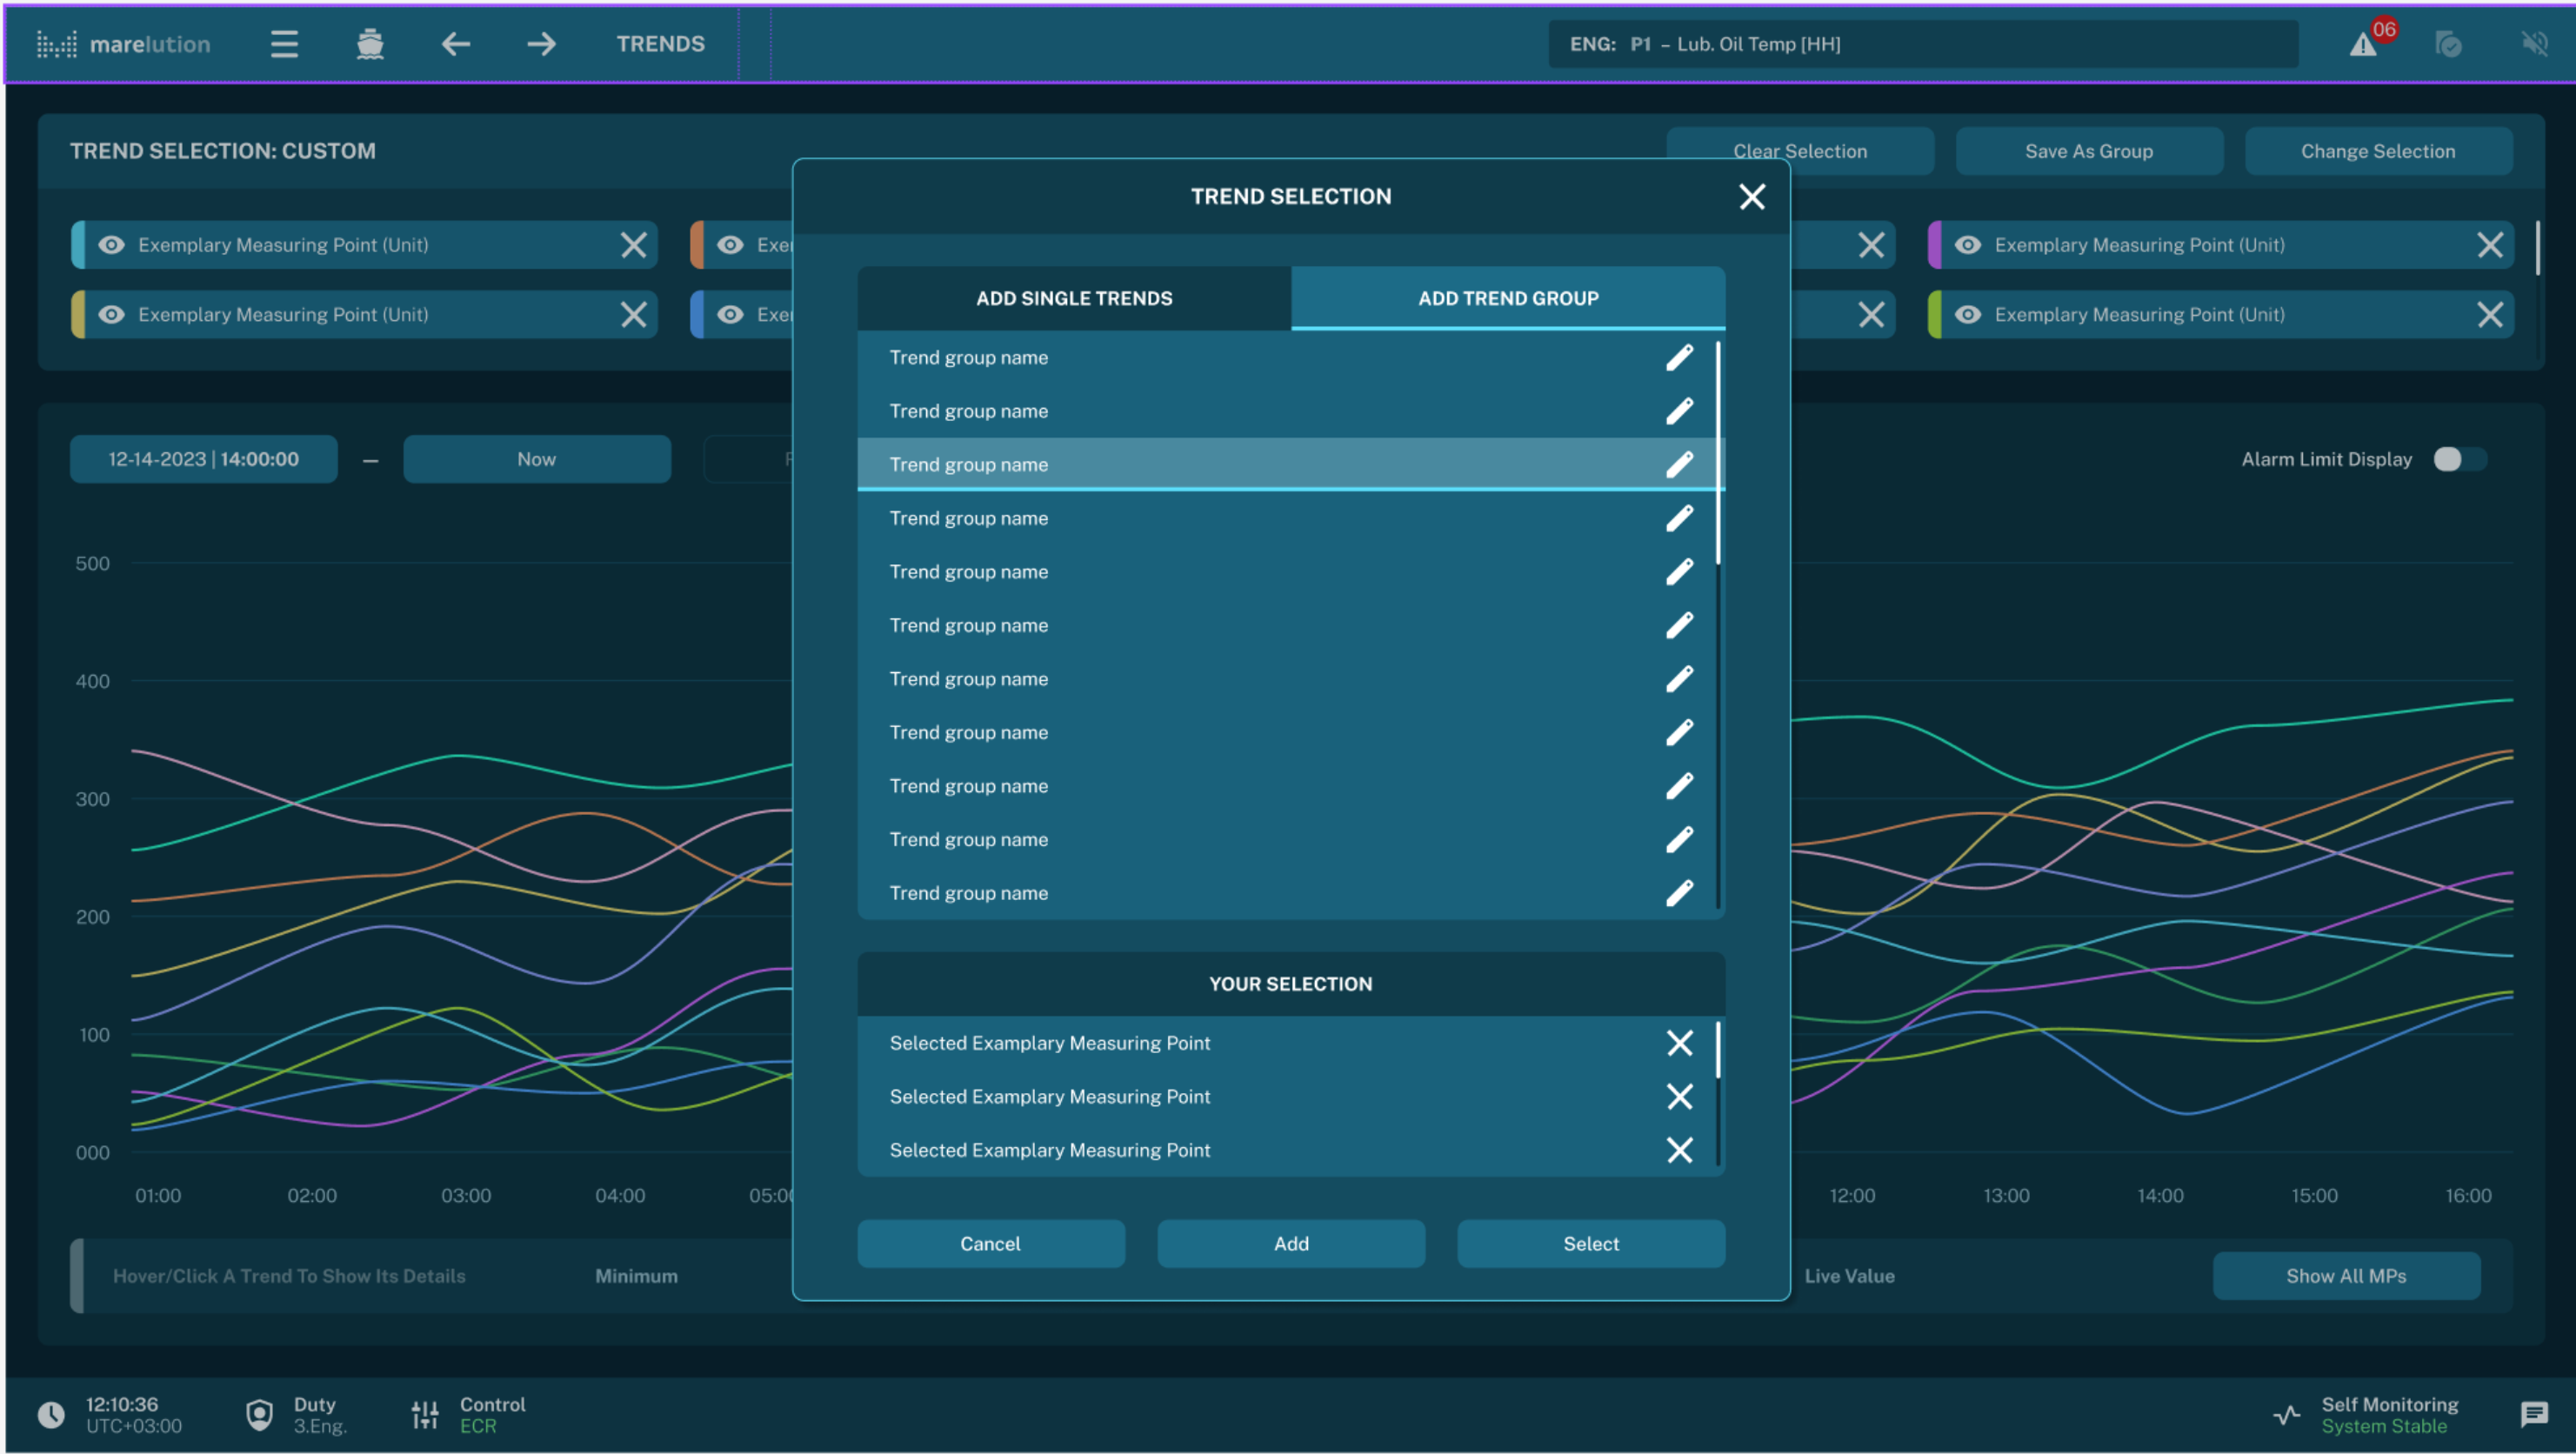 marelution
TRENDS
ENG: P1 – Lub. Oil Temp [HH]
06
TREND SELECTION: CUSTOM
Clear Selection
Save As Group
Change Selection
Exemplary Measuring Point (Unit)
Exe
Exemplary Measuring Point (Unit)
Exemplary Measuring Point (Unit)
Exe
Exemplary Measuring Point (Unit)
TREND SELECTION
ADD SINGLE TRENDS
ADD TREND GROUP
Trend group name
Trend group name
Trend group name
Trend group name
Trend group name
Trend group name
Trend group name
Trend group name
Trend group name
Trend group name
Trend group name
YOUR SELECTION
Selected Examplary Measuring Point
Selected Examplary Measuring Point
Selected Examplary Measuring Point
Cancel
Add
Select
12-14-2023 | 14:00:00
–
Now
Alarm Limit Display
500
400
300
200
100
000
01:00
02:00
03:00
04:00
05:00
12:00
13:00
14:00
15:00
16:00
Hover/Click A Trend To Show Its Details
Minimum
Live Value
Show All MPs
12:10:36
UTC+03:00
Duty
3.Eng.
Control
ECR
Self Monitoring
System Stable